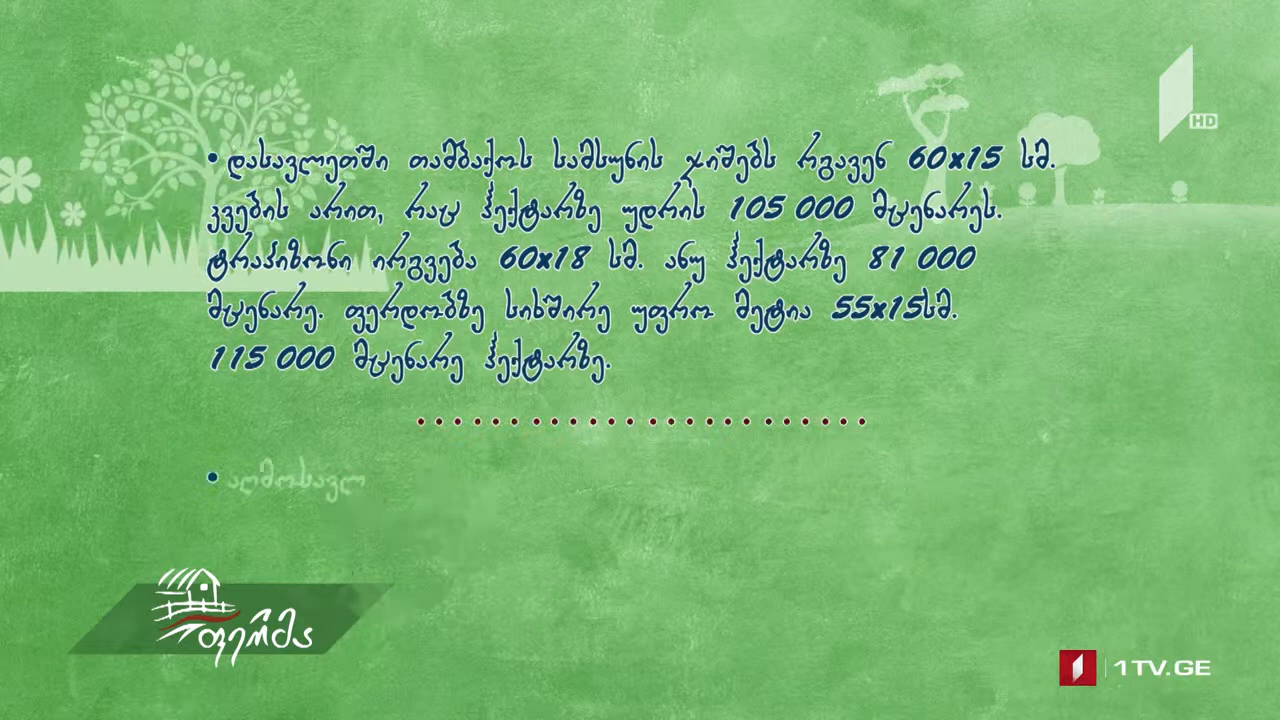 HD
• დასავლეთში თამბაქოს სამსუნის ჯიშებს რგავენ 60x15 სმ.
კვების არით, რაც ჰექტარზე უდრის 105 000 მცენარეს.
ტრაპიზონი ირგვება 60x18 სმ. ანუ ჰექტარზე 81 000
მცენარე. ფერდობზე სიხშირე უფრო მეტია 55x15სმ.
115 000 მცენარე ჰექტარზე.
• აღმოსავლ
ფერმა
1TV.GE